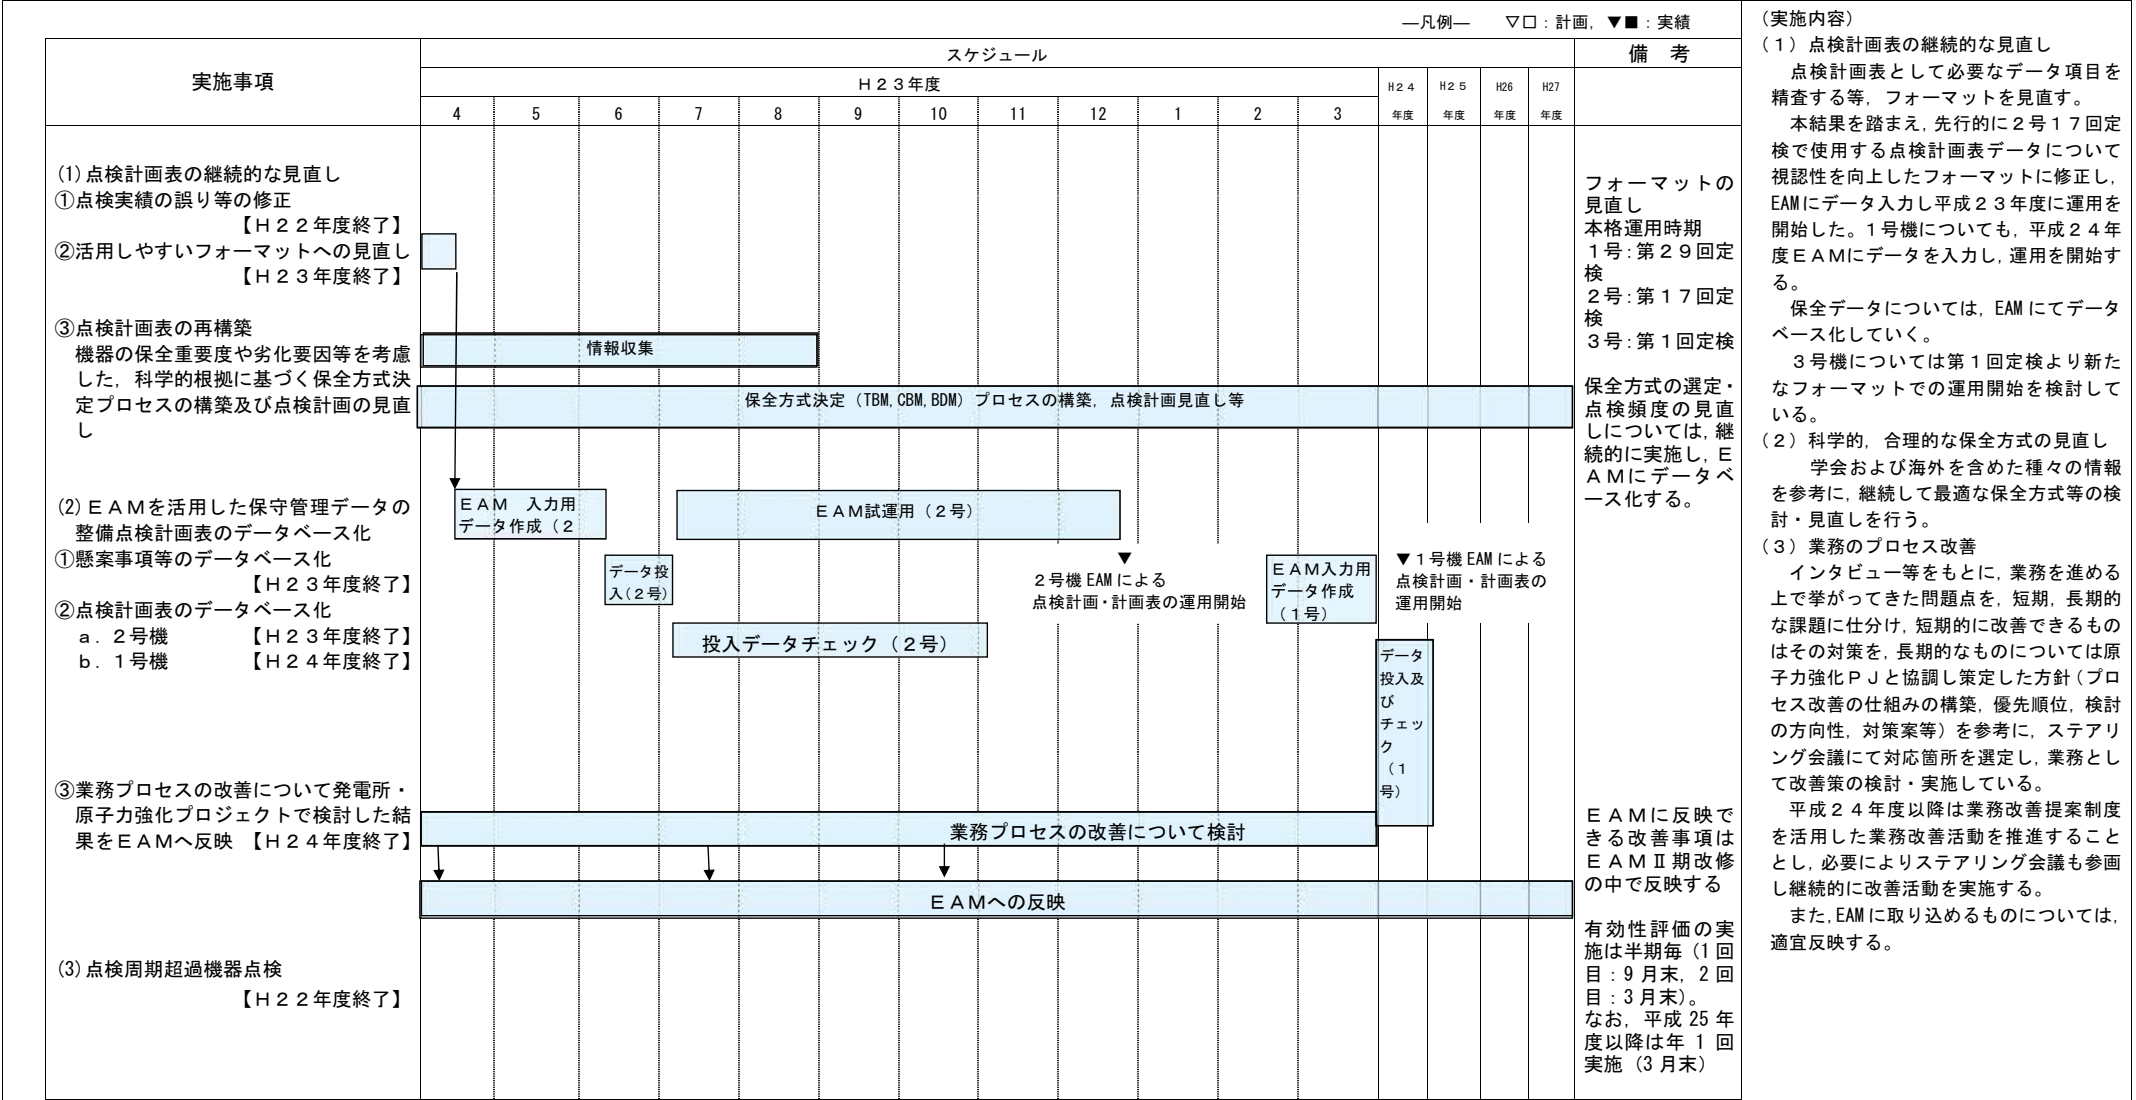 ―凡例― ▽□：計画，▼■：実績
実施事項
スケジュール
備 考
Ｈ２３年度
H２４
年度
H２５
年度
H26
年度
H27
年度
4 5 6 7 8 9 10 11 12 1 2 3
(1)点検計画表の継続的な見直し
①点検実績の誤り等の修正
【Ｈ２２年度終了】
②活用しやすいフォーマットへの見直し
【Ｈ２３年度終了】
③点検計画表の再構築
機器の保全重要度や劣化要因等を考慮
した，科学的根拠に基づく保全方式決
定プロセスの構築及び点検計画の見直
し
(2)ＥＡＭを活用した保守管理データの
整備点検計画表のデータベース化
①懸案事項等のデータベース化
【Ｈ２３年度終了】
②点検計画表のデータベース化
ａ．２号機 【Ｈ２３年度終了】
ｂ．１号機 【Ｈ２４年度終了】
③業務プロセスの改善について発電所・
原子力強化プロジェクトで検討した結
果をＥＡＭへ反映 【Ｈ２４年度終了】
(3)点検周期超過機器点検
【Ｈ２２年度終了】
情報収集
保全方式決定（TBM,CBM,BDM）プロセスの構築，点検計画見直し等
ＥＡＭ 入力用
データ作成（２
ＥＡＭ試運用（２号）
データ投
入(２号)
▼
２号機 EAM による
点検計画・計画表の運用開始
ＥＡＭ入力用
データ作成
（１号）
▼１号機 EAM による
点検計画・計画表の
運用開始
投入データチェック（２号）
データ
投入及
び
チェッ
ク
（１
号）
業務プロセスの改善について検討
ＥＡＭへの反映
フォーマットの
見直し
本格運用時期
１号:第２９回定
検
２号:第１７回定
検
３号:第１回定検
保全方式の選定・
点検頻度の見直
しについては,継
続的に実施し,Ｅ
ＡＭにデータベ
ース化する。
ＥＡＭに反映で
きる改善事項は
ＥＡＭⅡ期改修
の中で反映する
有効性評価の実
施は半期毎（1 回
目：9 月末，2 回
目：3 月末）。
なお，平成 25 年
度以降は年 1 回
実施（3 月末）
（実施内容）
（１）点検計画表の継続的な見直し
点検計画表として必要なデータ項目を
精査する等，フォーマットを見直す。
本結果を踏まえ,先行的に２号１７回定
検で使用する点検計画表データについて
視認性を向上したフォーマットに修正し,
EAMにデータ入力し平成２３年度に運用を
開始した。１号機についても，平成２４年
度ＥＡＭにデータを入力し,運用を開始す
る。
保全データについては，EAM にてデータ
ベース化していく。
３号機については第１回定検より新た
なフォーマットでの運用開始を検討して
いる。
（２）科学的，合理的な保全方式の見直し
学会および海外を含めた種々の情報
を参考に，継続して最適な保全方式等の検
討・見直しを行う。
（３）業務のプロセス改善
インタビュー等をもとに，業務を進める
上で挙がってきた問題点を，短期，長期的
な課題に仕分け,短期的に改善できるもの
はその対策を,長期的なものについては原
子力強化ＰＪと協調し策定した方針（プロ
セス改善の仕組みの構築，優先順位，検討
の方向性，対策案等）を参考に，ステアリ
ング会議にて対応箇所を選定し,業務とし
て改善策の検討・実施している。
平成２４年度以降は業務改善提案制度
を活用した業務改善活動を推進すること
とし,必要によりステアリング会議も参画
し継続的に改善活動を実施する。
また,EAM に取り込めるものについては,
適宜反映する。